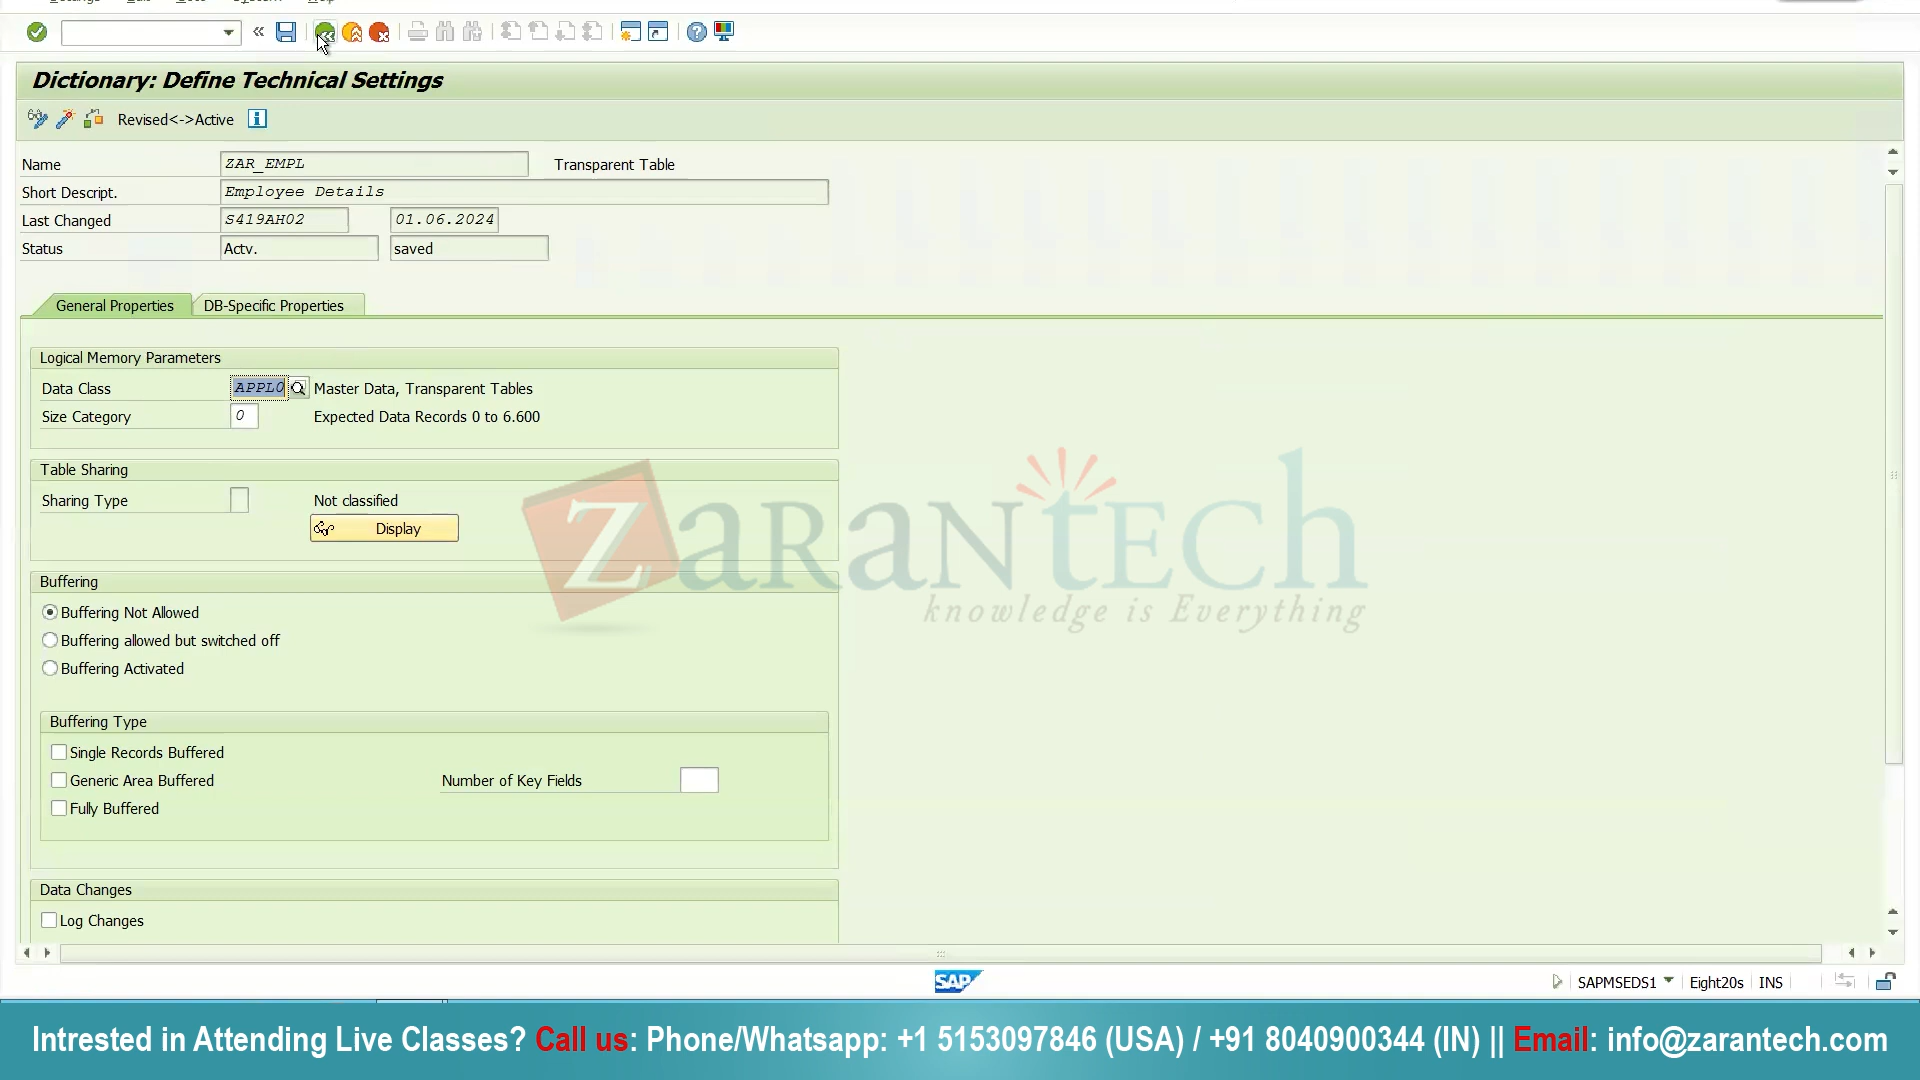 Dictionary: Define Technical Settings
Revised<->Active
Name ZAR_EMPL Transparent Table
Short Descript. Employee Details
Last Changed S419AH02 01.06.2024
Status Actv. saved
General Properties DB-Specific Properties
Logical Memory Parameters
Data Class APPL0 Master Data, Transparent Tables
Size Category 0 Expected Data Records 0 to 6.600
Table Sharing
Sharing Type Not classified
Display
Buffering
Buffering Not Allowed
Buffering allowed but switched off
Buffering Activated
Buffering Type
Single Records Buffered
Generic Area Buffered Number of Key Fields
Fully Buffered
Data Changes
Log Changes
ZaranTech
knowledge is Everything
SAP
SAPMSEDS1 Eight20s INS
Intrested in Attending Live Classes? Call us: Phone/Whatsapp: +1 5153097846 (USA) / +91 8040900344 (IN) || Email: info@zarantech.com